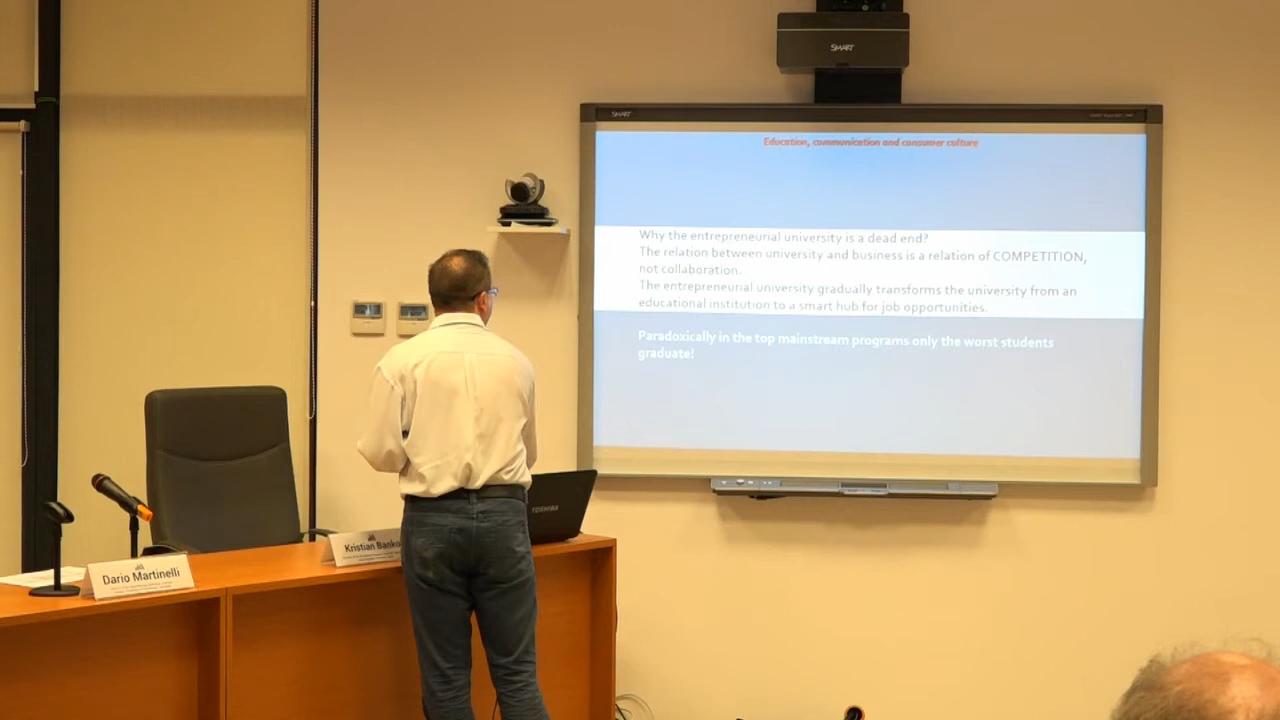 SMART
SMART
Education, communication and consumer culture
Why the entrepreneurial university is a dead end?
The relation between university and business is a relation of COMPETITION,
not collaboration.
The entrepreneurial university gradually transforms the university from an
educational institution to a smart hub for job opportunities.
Paradoxically in the top mainstream programs only the worst students
graduate!
TOSHIBA
Kristian Banko
Dario Martinelli